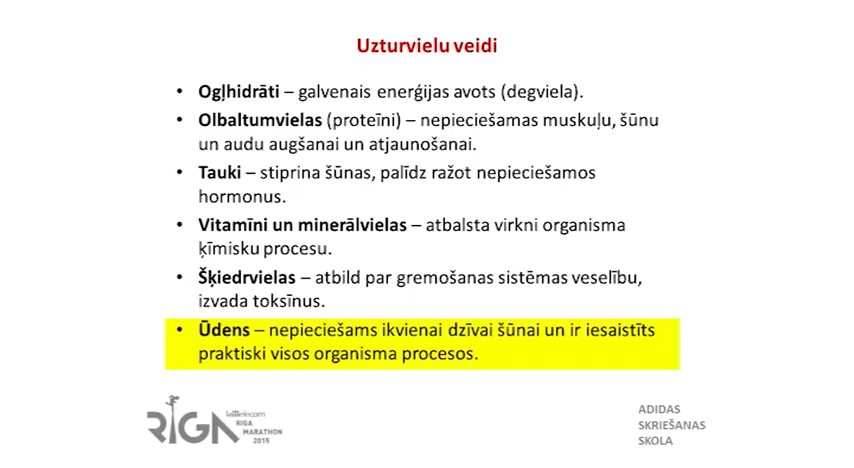 Uzturvielu veidi
• Ogļhidrāti – galvenais enerģijas avots (degviela).
• Olbaltumvielas (proteīni) – nepieciešamas muskuļu, šūnu
un audu augšanai un atjaunošanai.
• Tauki – stiprina šūnas, palīdz ražot nepieciešamos
hormonus.
• Vitamīni un minerālvielas – atbalsta virkni organisma
ķīmisku procesu.
• Šķiedrvielas – atbild par gremošanas sistēmas veselību,
izvada toksīnus.
• Ūdens – nepieciešams ikvienai dzīvai šūnai un ir iesaistīts
praktiski visos organisma procesos.
RIGA
lattelecom
RIGA
MARATHON
2015
ADIDAS
SKRIEŠANAS
SKOLA